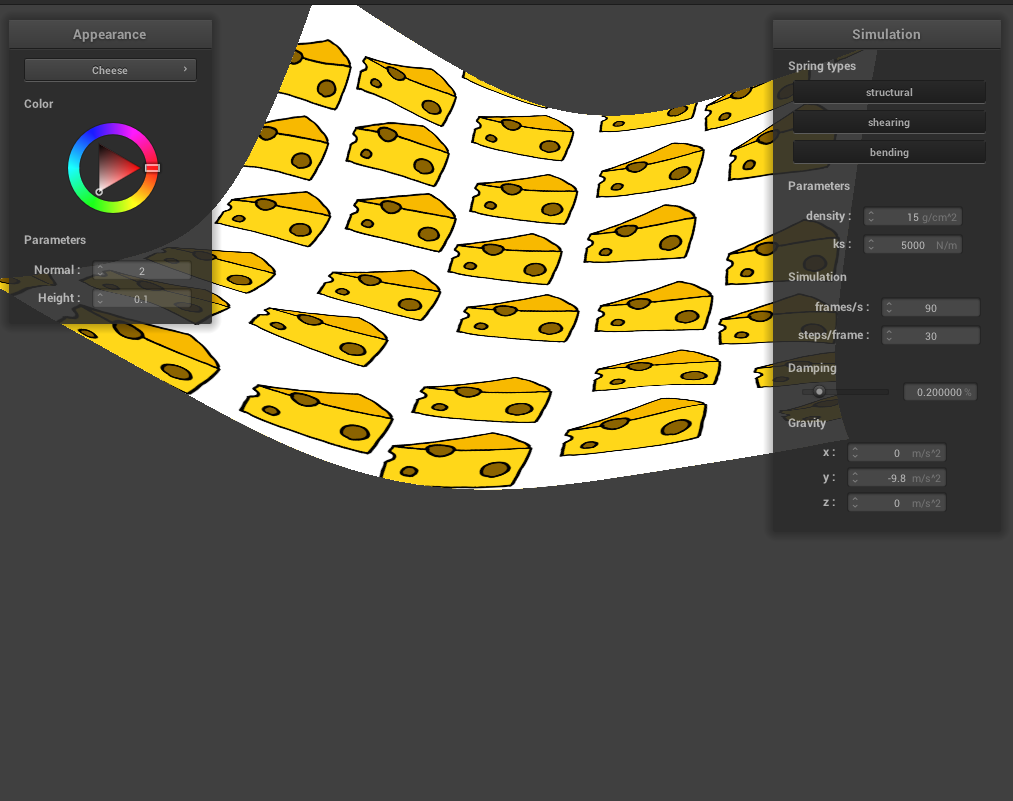 Appearance
Cheese
Color
Parameters
Normal : 2
Height : 0.1
Simulation
Spring types
structural
shearing
bending
Parameters
density : 15 g/cm^2
ks : 5000 N/m
Simulation
frames/s : 90
steps/frame : 30
Damping
0.200000 %
Gravity
x : 0 m/s^2
y : -9.8 m/s^2
z : 0 m/s^2